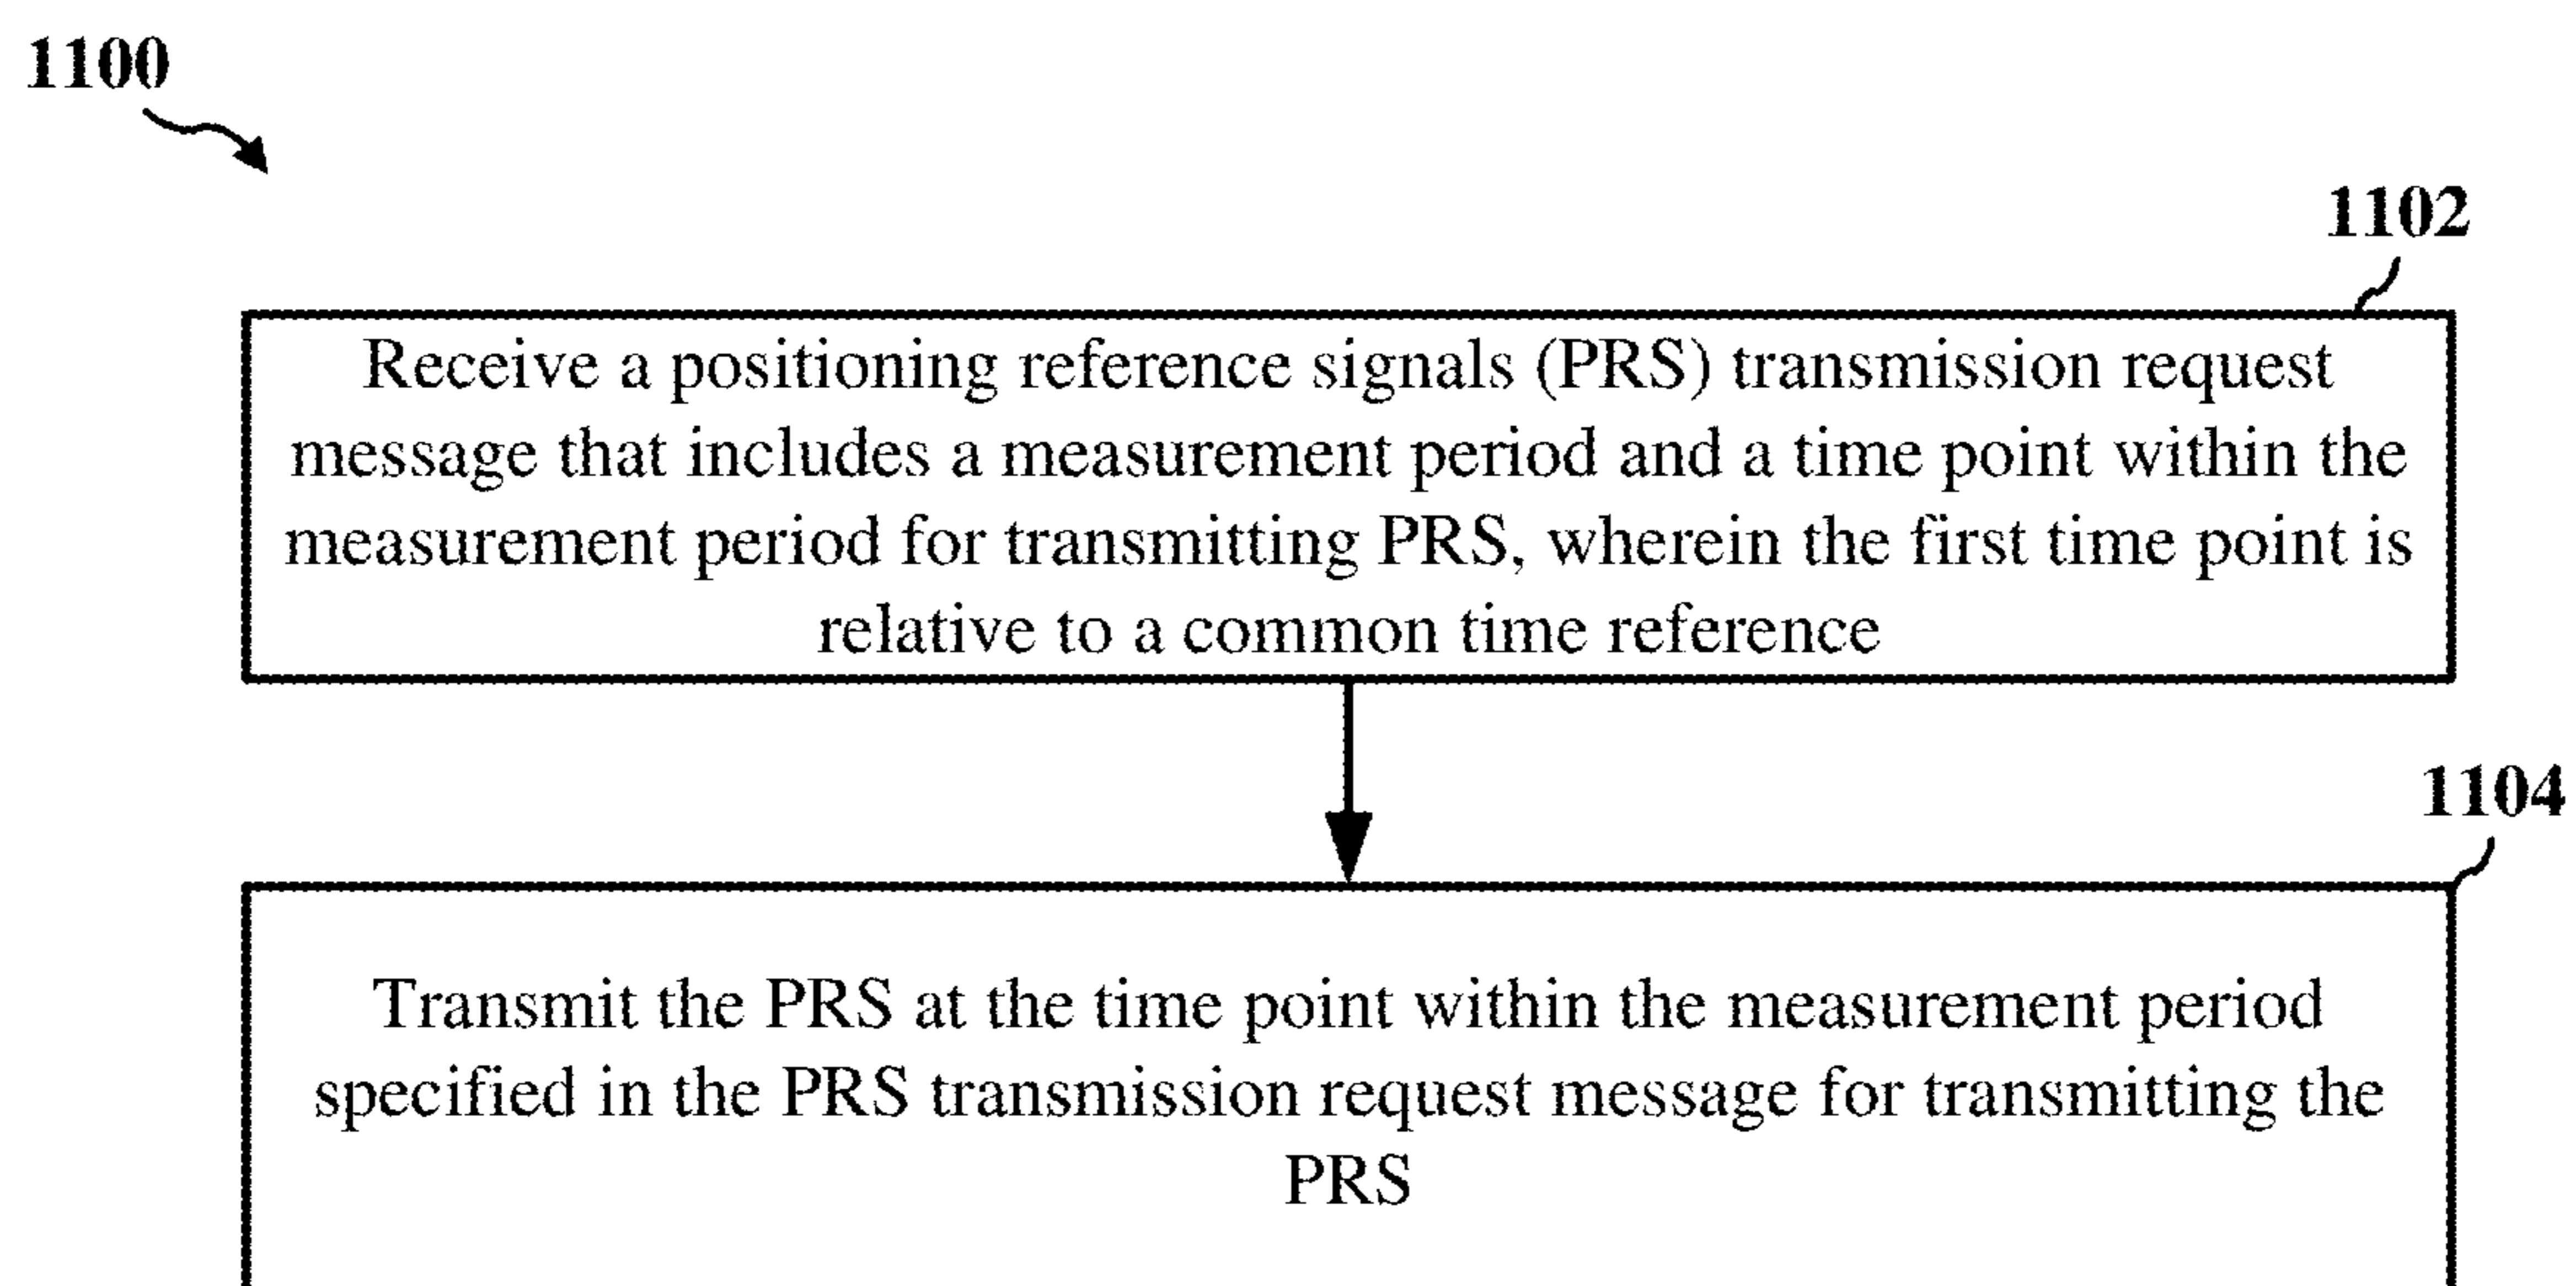 1100
1102
Receive a positioning reference signals (PRS) transmission request
message that includes a measurement period and a time point within the
measurement period for transmitting PRS, wherein the first time point is
relative to a common time reference
1104
Transmit the PRS at the time point within the measurement period
specified in the PRS transmission request message for transmitting the
PRS